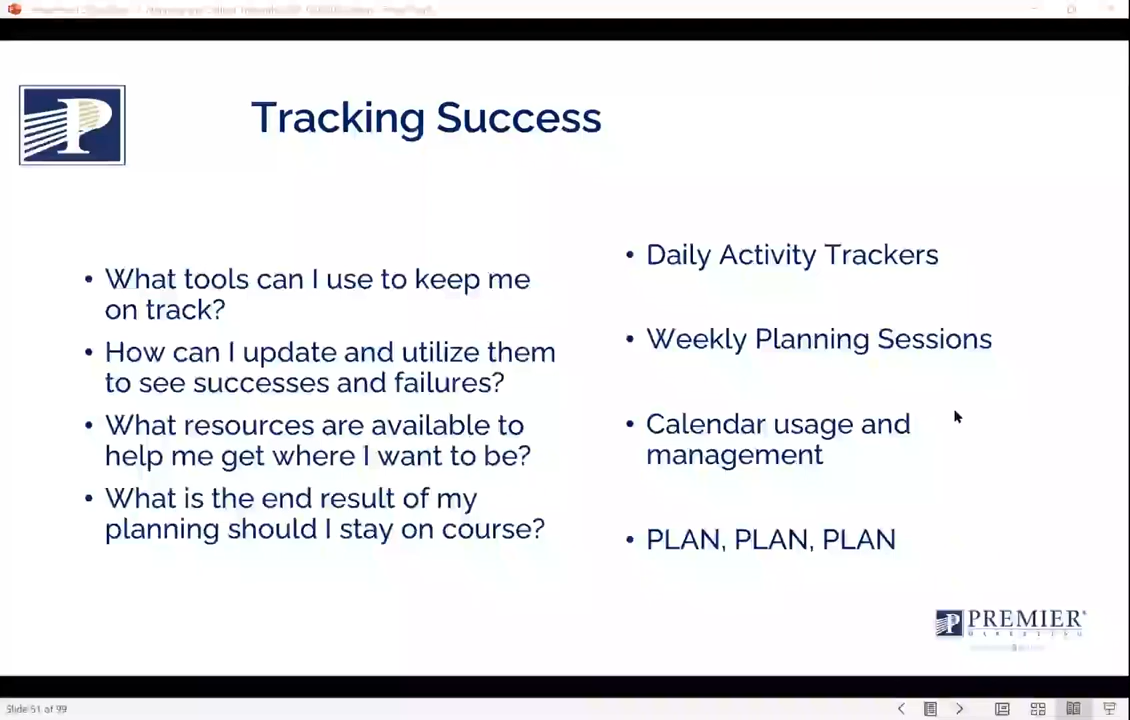 P
Tracking Success
• What tools can I use to keep me
on track?
• How can I update and utilize them
to see successes and failures?
• What resources are available to
help me get where I want to be?
• What is the end result of my
planning should I stay on course?
• Daily Activity Trackers
• Weekly Planning Sessions
• Calendar usage and
management
• PLAN, PLAN, PLAN
PREMIER®
MARKETING
Slide 51 of 99